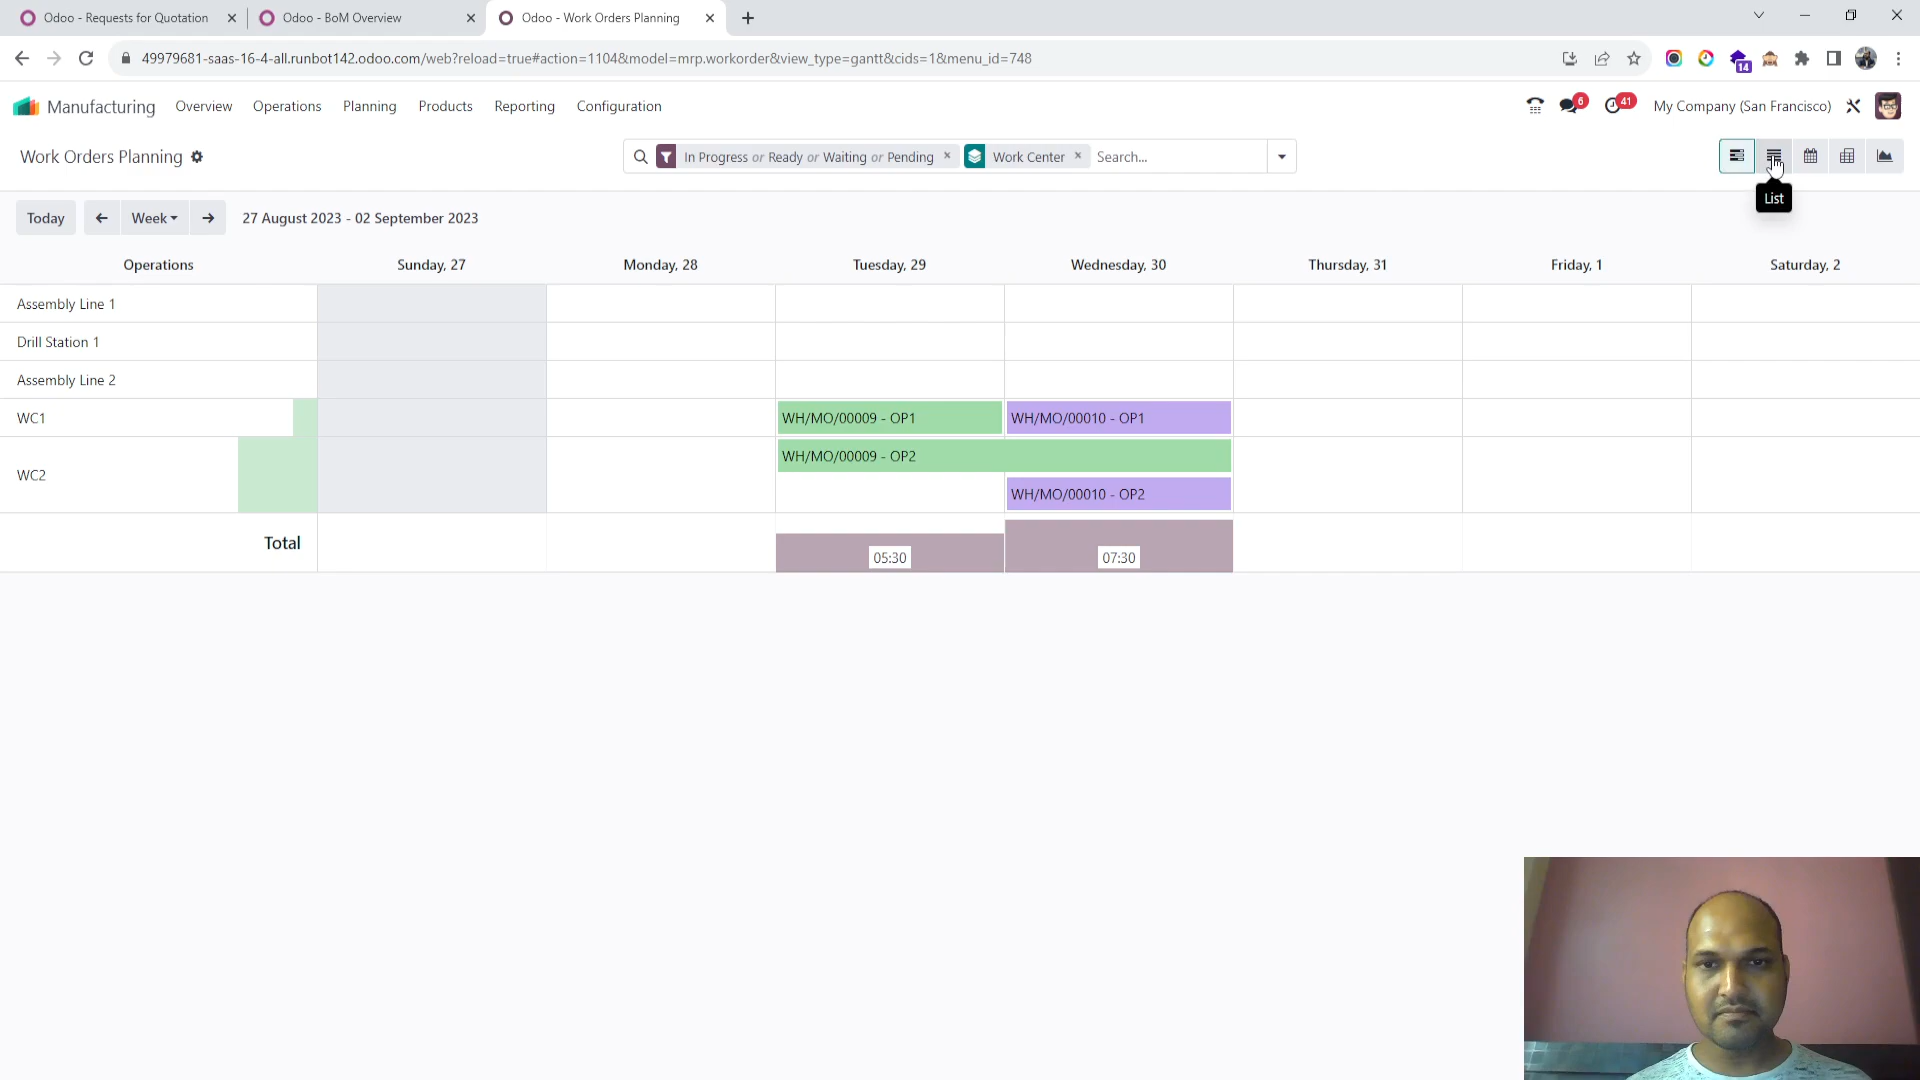 Odoo - Requests for Quotation
Odoo - BoM Overview
Odoo - Work Orders Planning
49979681-saas-16-4-all.runbot142.odoo.com/web?reload=true#action=1104&model=mrp.workorder&view_type=gantt&cids=1&menu_id=748
14
Manufacturing Overview Operations Planning Products Reporting Configuration
6
41
My Company (San Francisco)
Work Orders Planning
In Progress or Ready or Waiting or Pending
Work Center
Search...
List
Today
Week
27 August 2023 - 02 September 2023
Operations Sunday, 27 Monday, 28 Tuesday, 29 Wednesday, 30 Thursday, 31 Friday, 1 Saturday, 2
Assembly Line 1
Drill Station 1
Assembly Line 2
WC1 WH/MO/00009 - OP1 WH/MO/00010 - OP1
WH/MO/00009 - OP2
WC2
WH/MO/00010 - OP2
Total 05:30 07:30